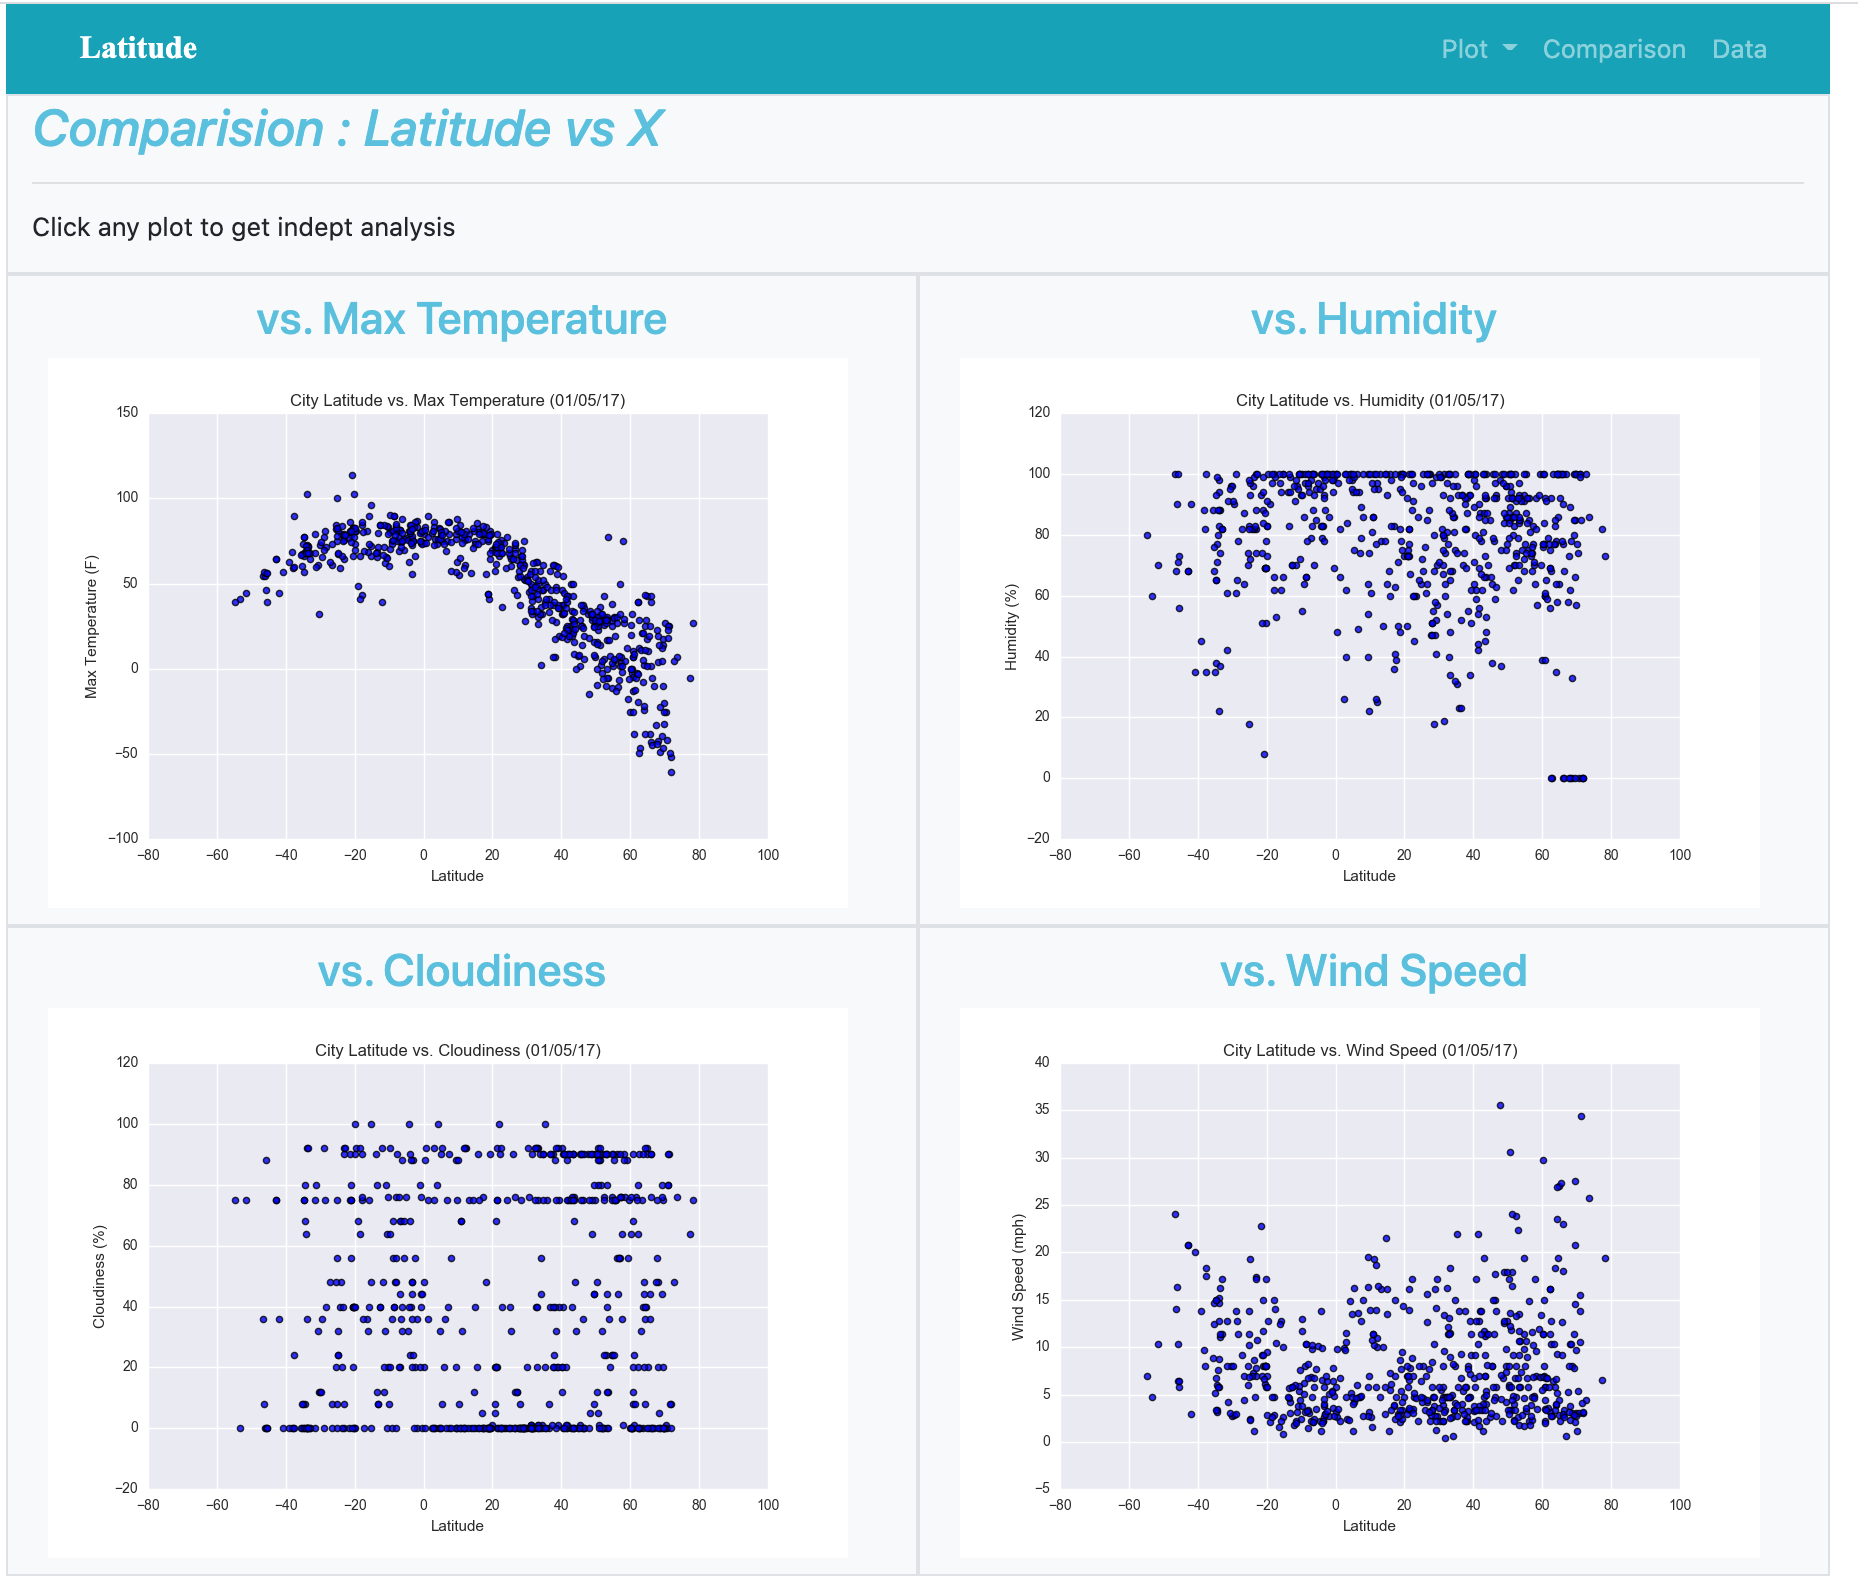 Latitude
Plot Comparison Data
Comparision : Latitude vs X
Click any plot to get indept analysis
vs. Max Temperature
City Latitude vs. Max Temperature (01/05/17)
150
100
50
0
−50
−100
Max Temperature (F)
−80 −60 −40 −20 0 20 40 60 80 100
Latitude
vs. Humidity
City Latitude vs. Humidity (01/05/17)
120
100
80
60
40
20
0
−20
Humidity (%)
−80 −60 −40 −20 0 20 40 60 80 100
Latitude
vs. Cloudiness
City Latitude vs. Cloudiness (01/05/17)
120
100
80
60
40
20
0
−20
Cloudiness (%)
−80 −60 −40 −20 0 20 40 60 80 100
Latitude
vs. Wind Speed
City Latitude vs. Wind Speed (01/05/17)
40
35
30
25
20
15
10
5
0
−5
Wind Speed (mph)
−80 −60 −40 −20 0 20 40 60 80 100
Latitude